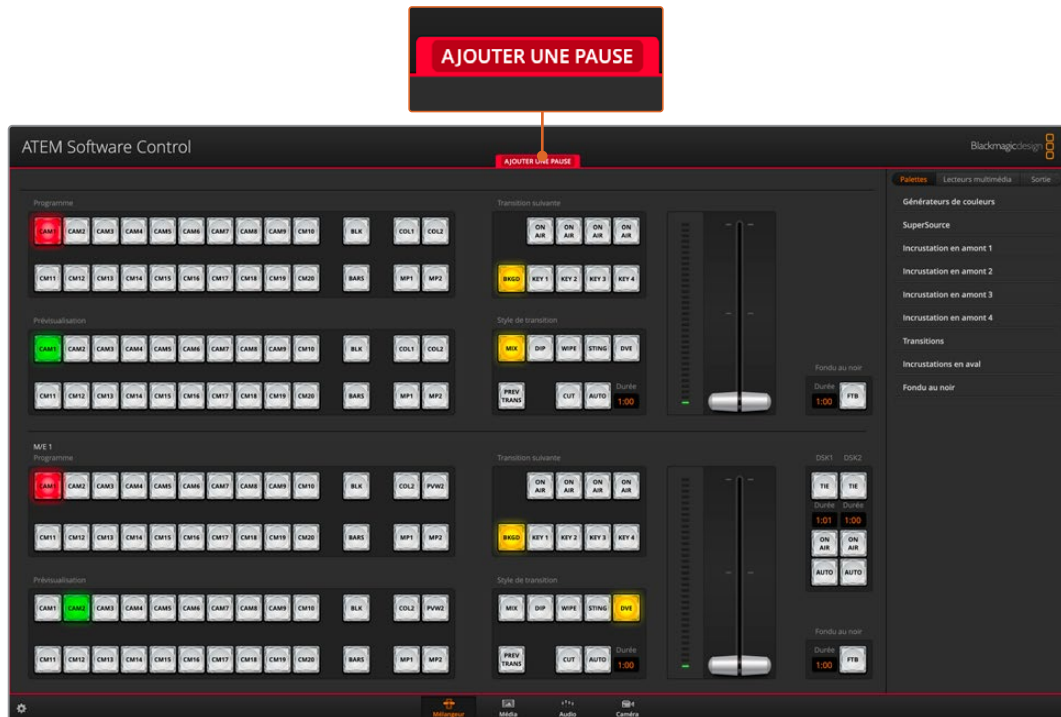 AJOUTER UNE PAUSE
ATEM Software Control
AJOUTER UNE PAUSE
Blackmagicdesign
Palettes Lecteurs multimédia Sortie
Générateurs de couleurs
SuperSource
Incrustation en amont 1
Incrustation en amont 2
Incrustation en amont 3
Incrustation en amont 4
Transitions
Incrustations en aval
Fondu au noir
Programme
CAM1 CAM2 CAM3 CAM4 CAM5 CAM6 CAM7 CAM8 CAM9 CM10 BLK COL1 COL2
CM11 CM12 CM13 CM14 CM15 CM16 CM17 CM18 CM19 CM20 BARS MP1 MP2
Transition suivante
ON AIR ON AIR ON AIR ON AIR
BKGD KEY 1 KEY 2 KEY 3 KEY 4
Prévisualisation
CAM1 CAM2 CAM3 CAM4 CAM5 CAM6 CAM7 CAM8 CAM9 CM10 BLK COL1 COL2
CM11 CM12 CM13 CM14 CM15 CM16 CM17 CM18 CM19 CM20 BARS MP1 MP2
Style de transition
MIX DIP WIPE STING DVE
PREV TRANS CUT AUTO Durée 1:00
Fondu au noir
Durée
1:00 FTB
M/E 1
Programme
CAM1 CAM2 CAM3 CAM4 CAM5 CAM6 CAM7 CAM8 CAM9 CM10 BLK COL2 PVW2
CM11 CM12 CM13 CM14 CM15 CM16 CM17 CM18 CM19 CM20 BARS MP1 MP2
Transition suivante
ON AIR ON AIR ON AIR ON AIR
BKGD KEY 1 KEY 2 KEY 3 KEY 4
DSK1 DSK2
TIE TIE
Durée Durée
1:01 1:00
ON AIR ON AIR
AUTO AUTO
Prévisualisation
CAM1 CAM2 CAM3 CAM4 CAM5 CAM6 CAM7 CAM8 CAM9 CM10 BLK COL2 PVW2
CM11 CM12 CM13 CM14 CM15 CM16 CM17 CM18 CM19 CM20 BARS MP1 MP2
Style de transition
MIX DIP WIPE STING DVE
PREV TRANS CUT AUTO Durée 1:00
Fondu au noir
Durée
1:00 FTB
Mélangeur Média Audio Caméra